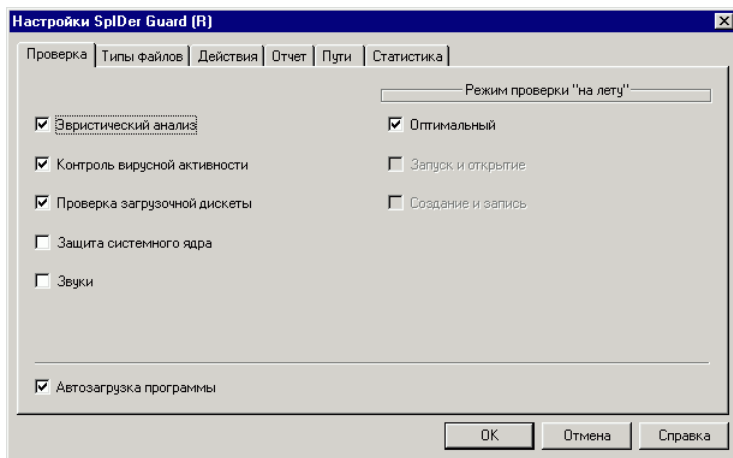 Настройки SpIDer Guard (R)
Проверка Типы файлов Действия Отчет Пути Статистика
Режим проверки "на лету"
Эвристический анализ
Оптимальный
Контроль вирусной активности
Запуск и открытие
Проверка загрузочной дискеты
Создание и запись
Защита системного ядра
Звуки
Автозагрузка программы
OK Отмена Справка